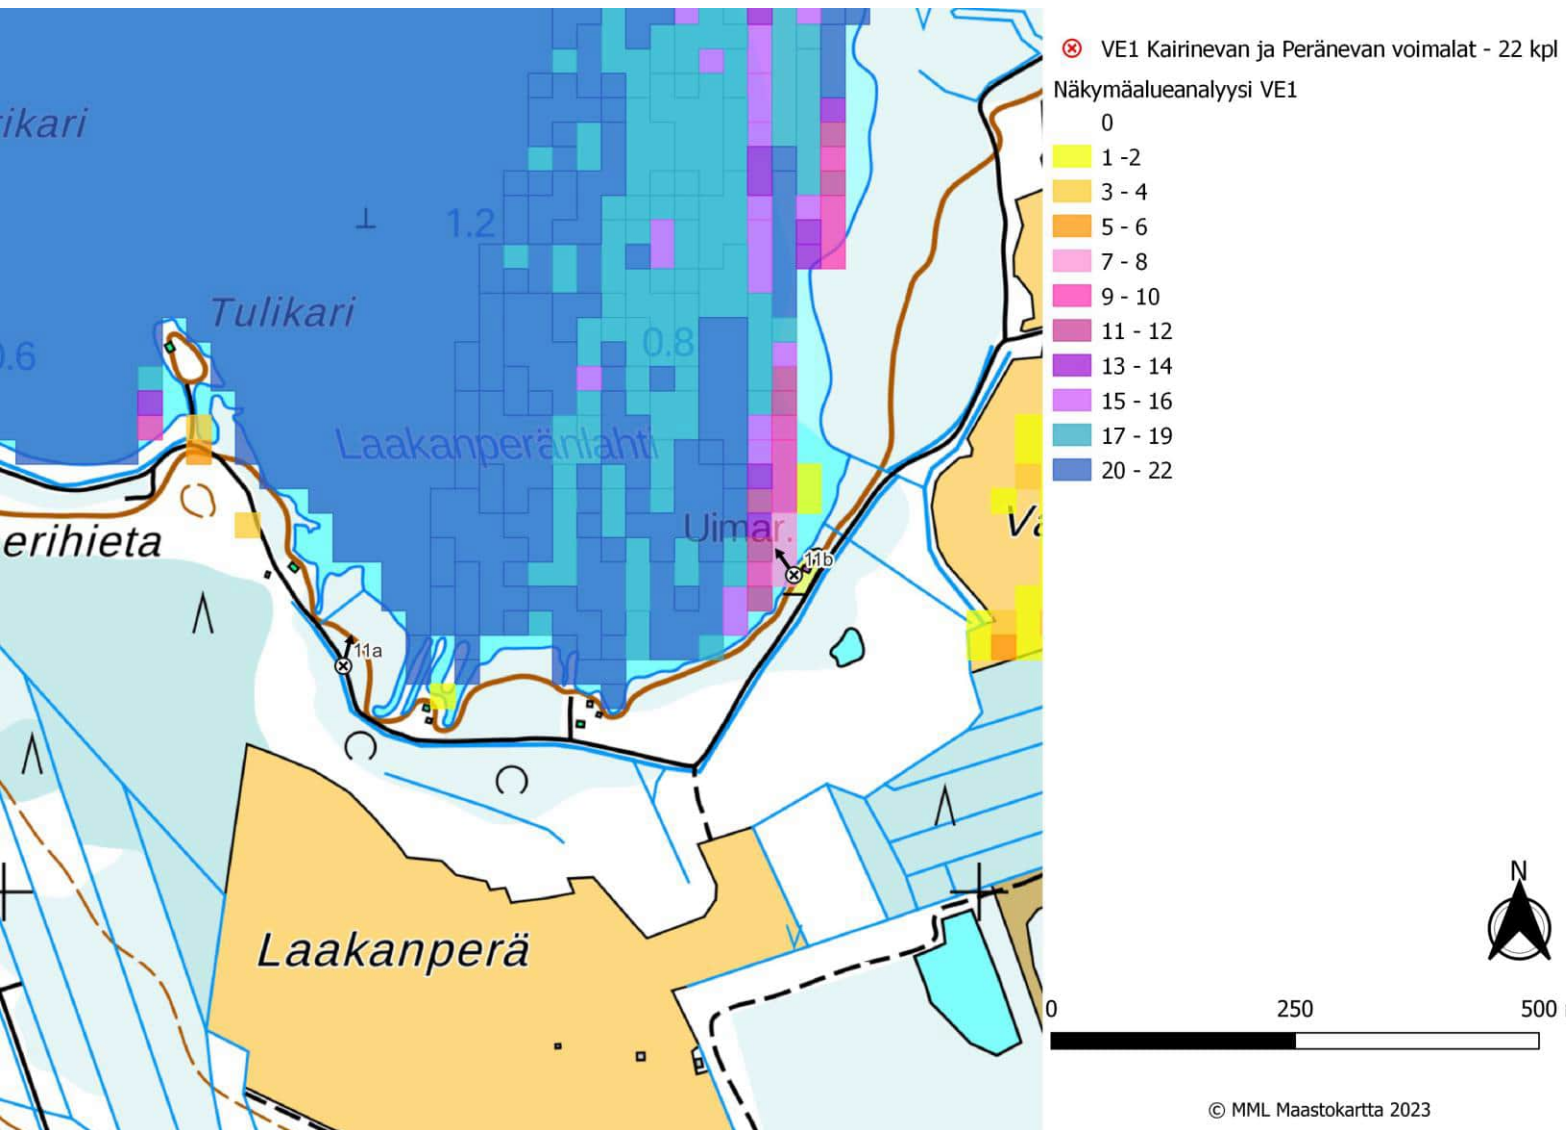 ikari
1.2
Tulikari
0.6
0.8
Laakanperänlahti
Uimar.
erihieta
11b
11a
Laakanperä
VE1 Kairinevan ja Peränevan voimalat - 22 kpl
Näkymäalueanalyysi VE1
0
1 -2
3 - 4
5 - 6
7 - 8
9 - 10
11 - 12
13 - 14
15 - 16
17 - 19
20 - 22
N
0 250 500
© MML Maastokartta 2023